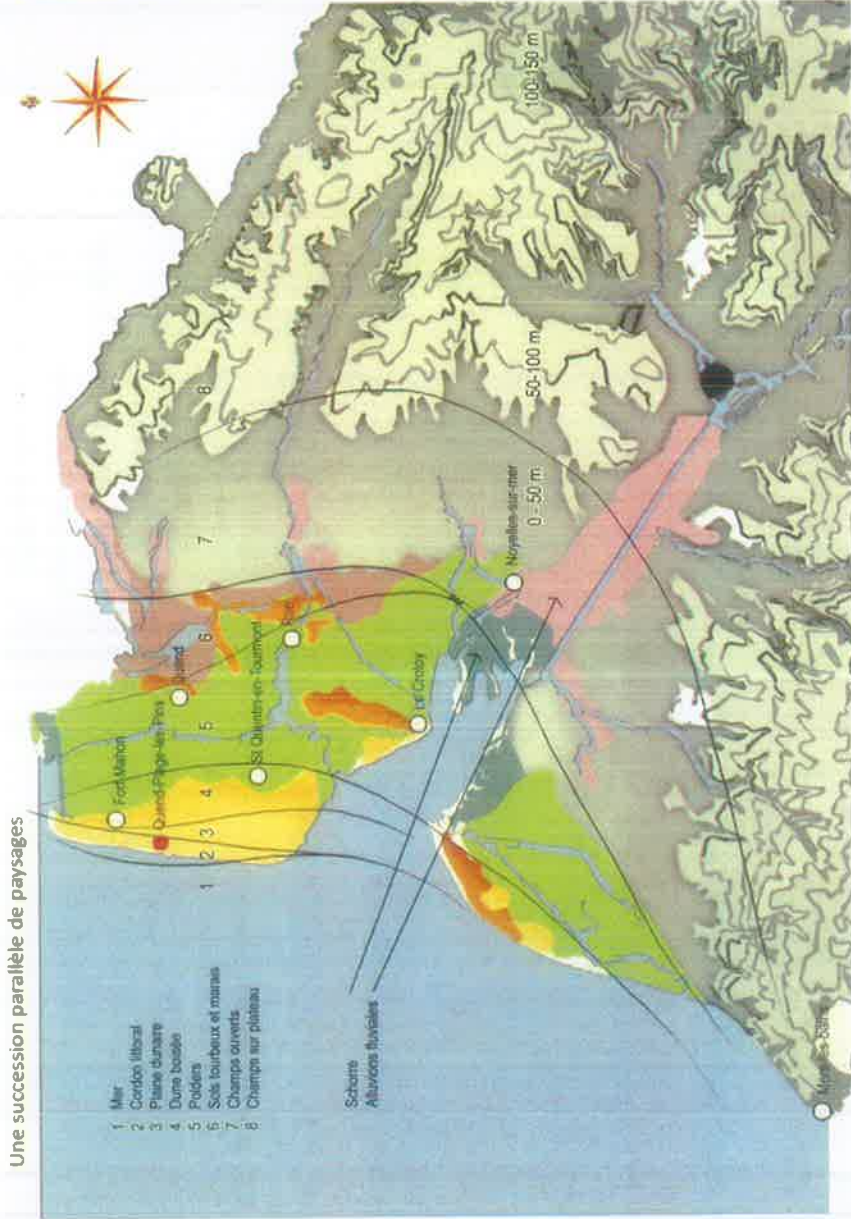 Une succession parallèle de paysages
1 Mer
2 Cordon littoral
3 Plaine dunaire
4 Dune boisée
5 Polders
6 Sols tourbeux et marais
7 Champs ouverts
8 Champs sur plateau
Schorre
Alluvions fluviales
Fort-Mahon
Quend-Plage-les-Pins
Quend
St Quentin-en-Tourmont
Rue
Le Crotoy
Noyelles-sur-mer
1
2
3
4
5
6
7
8
0 - 50 m
50-100 m
100-150 m